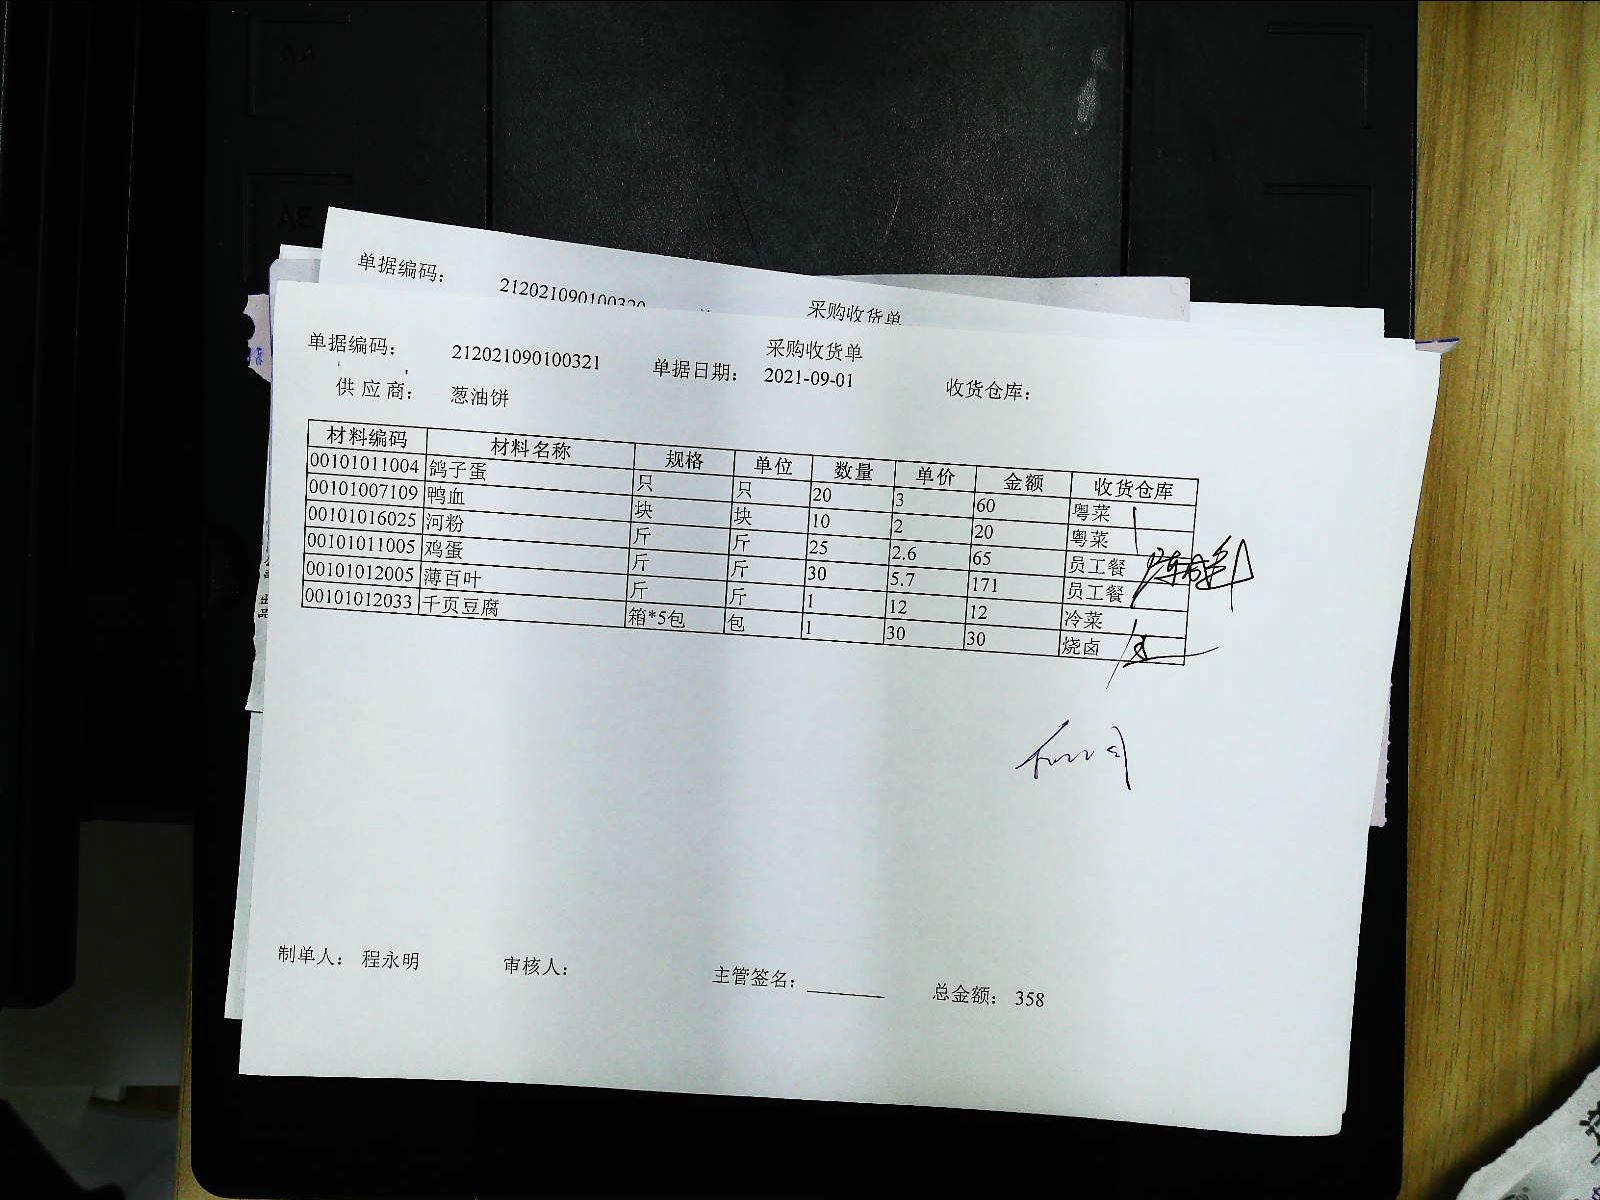 单据编码： 212021090100320 采购收货单
采购收货单
单据编码： 212021090100321 单据日期： 2021-09-01 收货仓库：
供应商： 葱油饼
材料编码 材料名称 规格 单位 数量 单价 金额 收货仓库
00101011004 鸽子蛋 只 只 20 3 60 粤菜
00101007109 鸭血 块 块 10 2 20 粤菜
00101016025 河粉 斤 斤 25 2.6 65 员工餐
00101011005 鸡蛋 斤 斤 30 5.7 171 员工餐
00101012005 薄百叶 斤 斤 1 12 12 冷菜
00101012033 千页豆腐 箱*5包 包 1 30 30 烧卤
制单人： 程永明 审核人： 主管签名： 总金额： 358